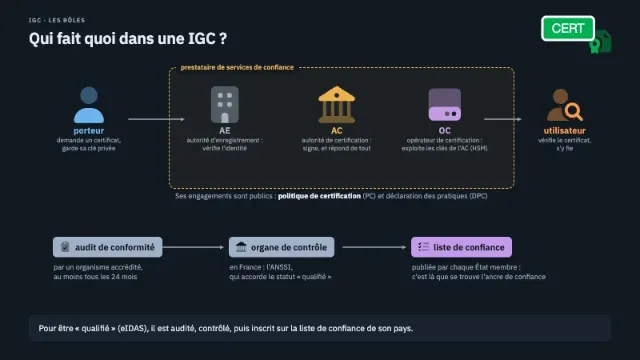 IGC · LES RÔLES
Qui fait quoi dans une IGC ?
CERT
prestataire de services de confiance
porteur
demande un certificat,
garde sa clé privée
AE
autorité d'enregistrement :
vérifie l'identité
AC
autorité de certification :
signe, et répond de tout
OC
opérateur de certification :
exploite les clés de l'AC (HSM)
utilisateur
vérifie le certificat,
s'y fie
Ses engagements sont publics : politique de certification (PC) et déclaration des pratiques (DPC)
audit de conformité
par un organisme accrédité,
au moins tous les 24 mois
organe de contrôle
en France : l'ANSSI,
qui accorde le statut « qualifié »
liste de confiance
publiée par chaque État membre :
c'est là que se trouve l'ancre de confiance
Pour être « qualifié » (eIDAS), il est audité, contrôlé, puis inscrit sur la liste de confiance de son pays.